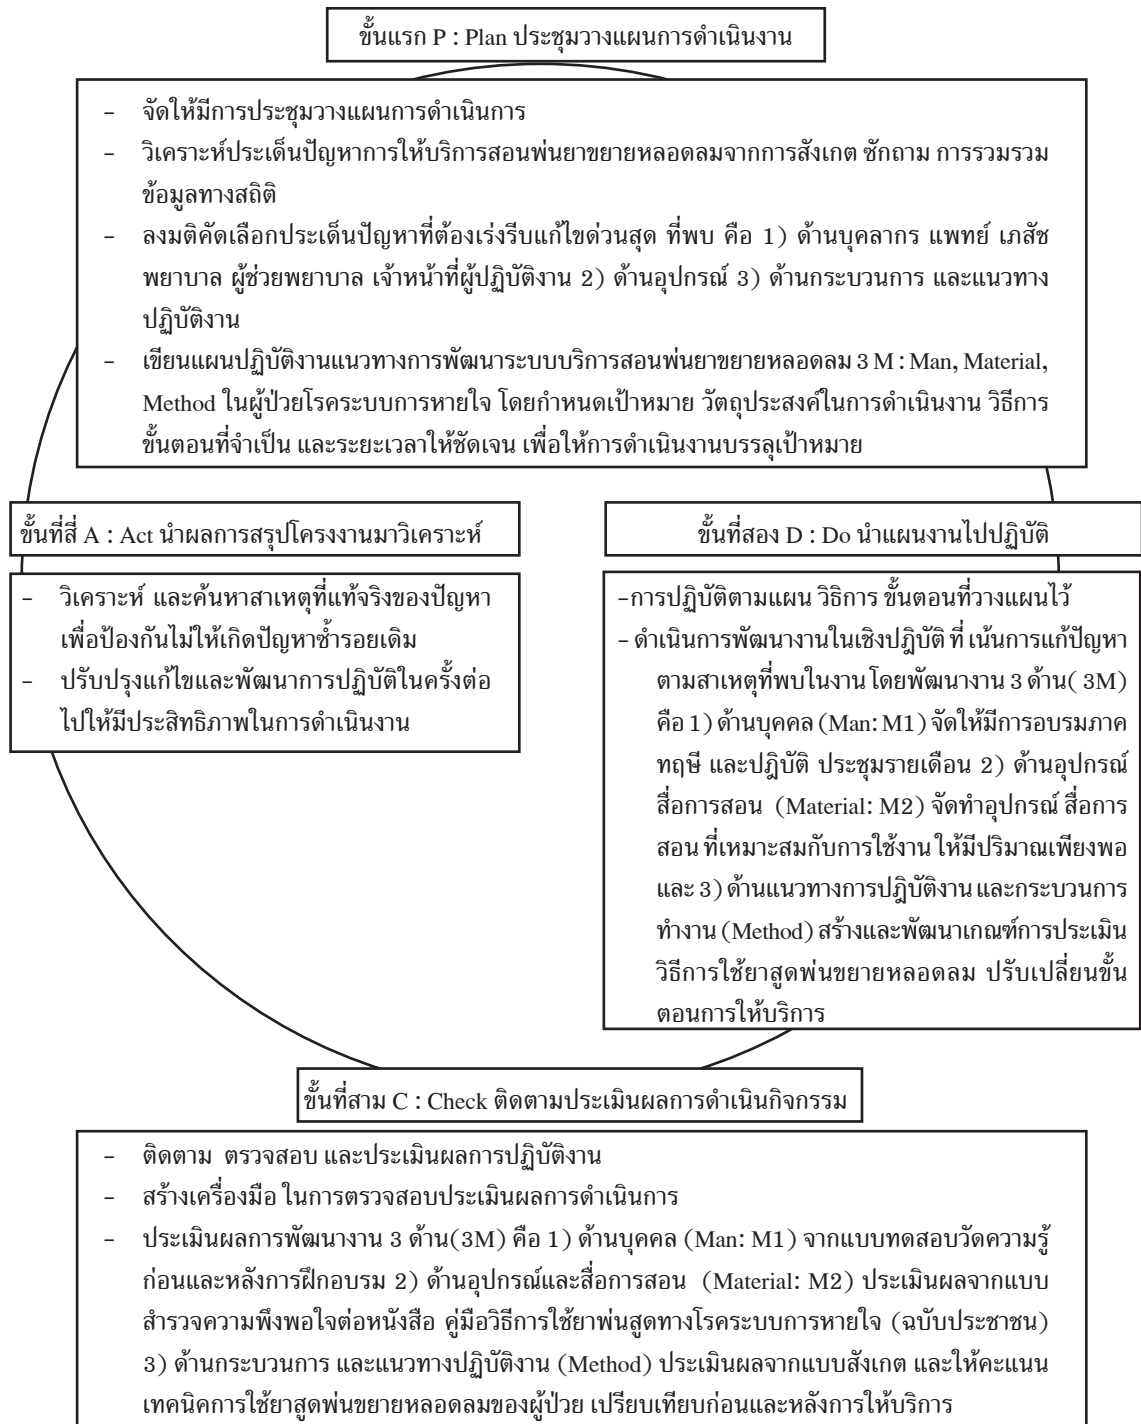 ขั้นแรก P : Plan ประชุมวางแผนการดำเนินงาน
- จัดให้มีการประชุมวางแผนการดำเนินการ
- วิเคราะห์ประเด็นปัญหาการให้บริการสอนพ่นยาขยายหลอดลมจากการสังเกต ซักถาม การรวมรวม
ข้อมูลทางสถิติ
- ลงมติคัดเลือกประเด็นปัญหาที่ต้องเร่งรีบแก้ไขด่วนสุด ที่พบ คือ 1) ด้านบุคลากร แพทย์ เภสัช
พยาบาล ผู้ช่วยพยาบาล เจ้าหน้าที่ผู้ปฏิบัติงาน 2) ด้านอุปกรณ์ 3) ด้านกระบวนการ และแนวทาง
ปฏิบัติงาน
- เขียนแผนปฏิบัติงานแนวทางการพัฒนาระบบบริการสอนพ่นยาขยายหลอดลม 3 M : Man, Material,
Method ในผู้ป่วยโรคระบบการหายใจ โดยกำหนดเป้าหมาย วัตถุประสงค์ในการดำเนินงาน วิธีการ
ขั้นตอนที่จำเป็น และระยะเวลาให้ชัดเจน เพื่อให้การดำเนินงานบรรลุเป้าหมาย
ขั้นที่สี่ A : Act นำผลการสรุปโครงงานมาวิเคราะห์
- วิเคราะห์ และค้นหาสาเหตุที่แท้จริงของปัญหา
เพื่อป้องกันไม่ให้เกิดปัญหาซ้ำรอยเดิม
- ปรับปรุงแก้ไขและพัฒนาการปฏิบัติในครั้งต่อ
ไปให้มีประสิทธิภาพในการดำเนินงาน
ขั้นที่สอง D : Do นำแผนงานไปปฏิบัติ
-การปฏิบัติตามแผน วิธีการ ขั้นตอนที่วางแผนไว้
- ดำเนินการพัฒนางานในเชิงปฎิบัติ ที่ เน้นการแก้ปัญหา
ตามสาเหตุที่พบในงาน โดยพัฒนางาน 3 ด้าน( 3M)
คือ 1) ด้านบุคคล (Man: M1) จัดให้มีการอบรมภาค
ทฤษี และปฎิบัติ ประชุมรายเดือน 2) ด้านอุปกรณ์
สื่อการสอน (Material: M2) จัดทำอุปกรณ์ สื่อการ
สอน ที่เหมาะสมกับการใช้งาน ให้มีปริมาณเพียงพอ
และ 3) ด้านแนวทางการปฎิบัติงาน และกระบวนการ
ทำงาน (Method) สร้างและพัฒนาเกณฑ์การประเมิน
วิธีการใช้ยาสูดพ่นขยายหลอดลม ปรับเปลี่ยนขั้น
ตอนการให้บริการ
ขั้นที่สาม C : Check ติดตามประเมินผลการดำเนินกิจกรรม
- ติดตาม ตรวจสอบ และประเมินผลการปฏิบัติงาน
- สร้างเครื่องมือ ในการตรวจสอบประเมินผลการดำเนินการ
- ประเมินผลการพัฒนางาน 3 ด้าน(3M) คือ 1) ด้านบุคคล (Man: M1) จากแบบทดสอบวัดความรู้
ก่อนและหลังการฝึกอบรม 2) ด้านอุปกรณ์และสื่อการสอน (Material: M2) ประเมินผลจากแบบ
สำรวจความพึงพอใจต่อหนังสือ คู่มือวิธีการใช้ยาพ่นสูดทางโรคระบบการหายใจ (ฉบับประชาชน)
3) ด้านกระบวนการ และแนวทางปฏิบัติงาน (Method) ประเมินผลจากแบบสังเกต และให้คะแนน
เทคนิคการใช้ยาสูดพ่นขยายหลอดลมของผู้ป่วย เปรียบเทียบก่อนและหลังการให้บริการ